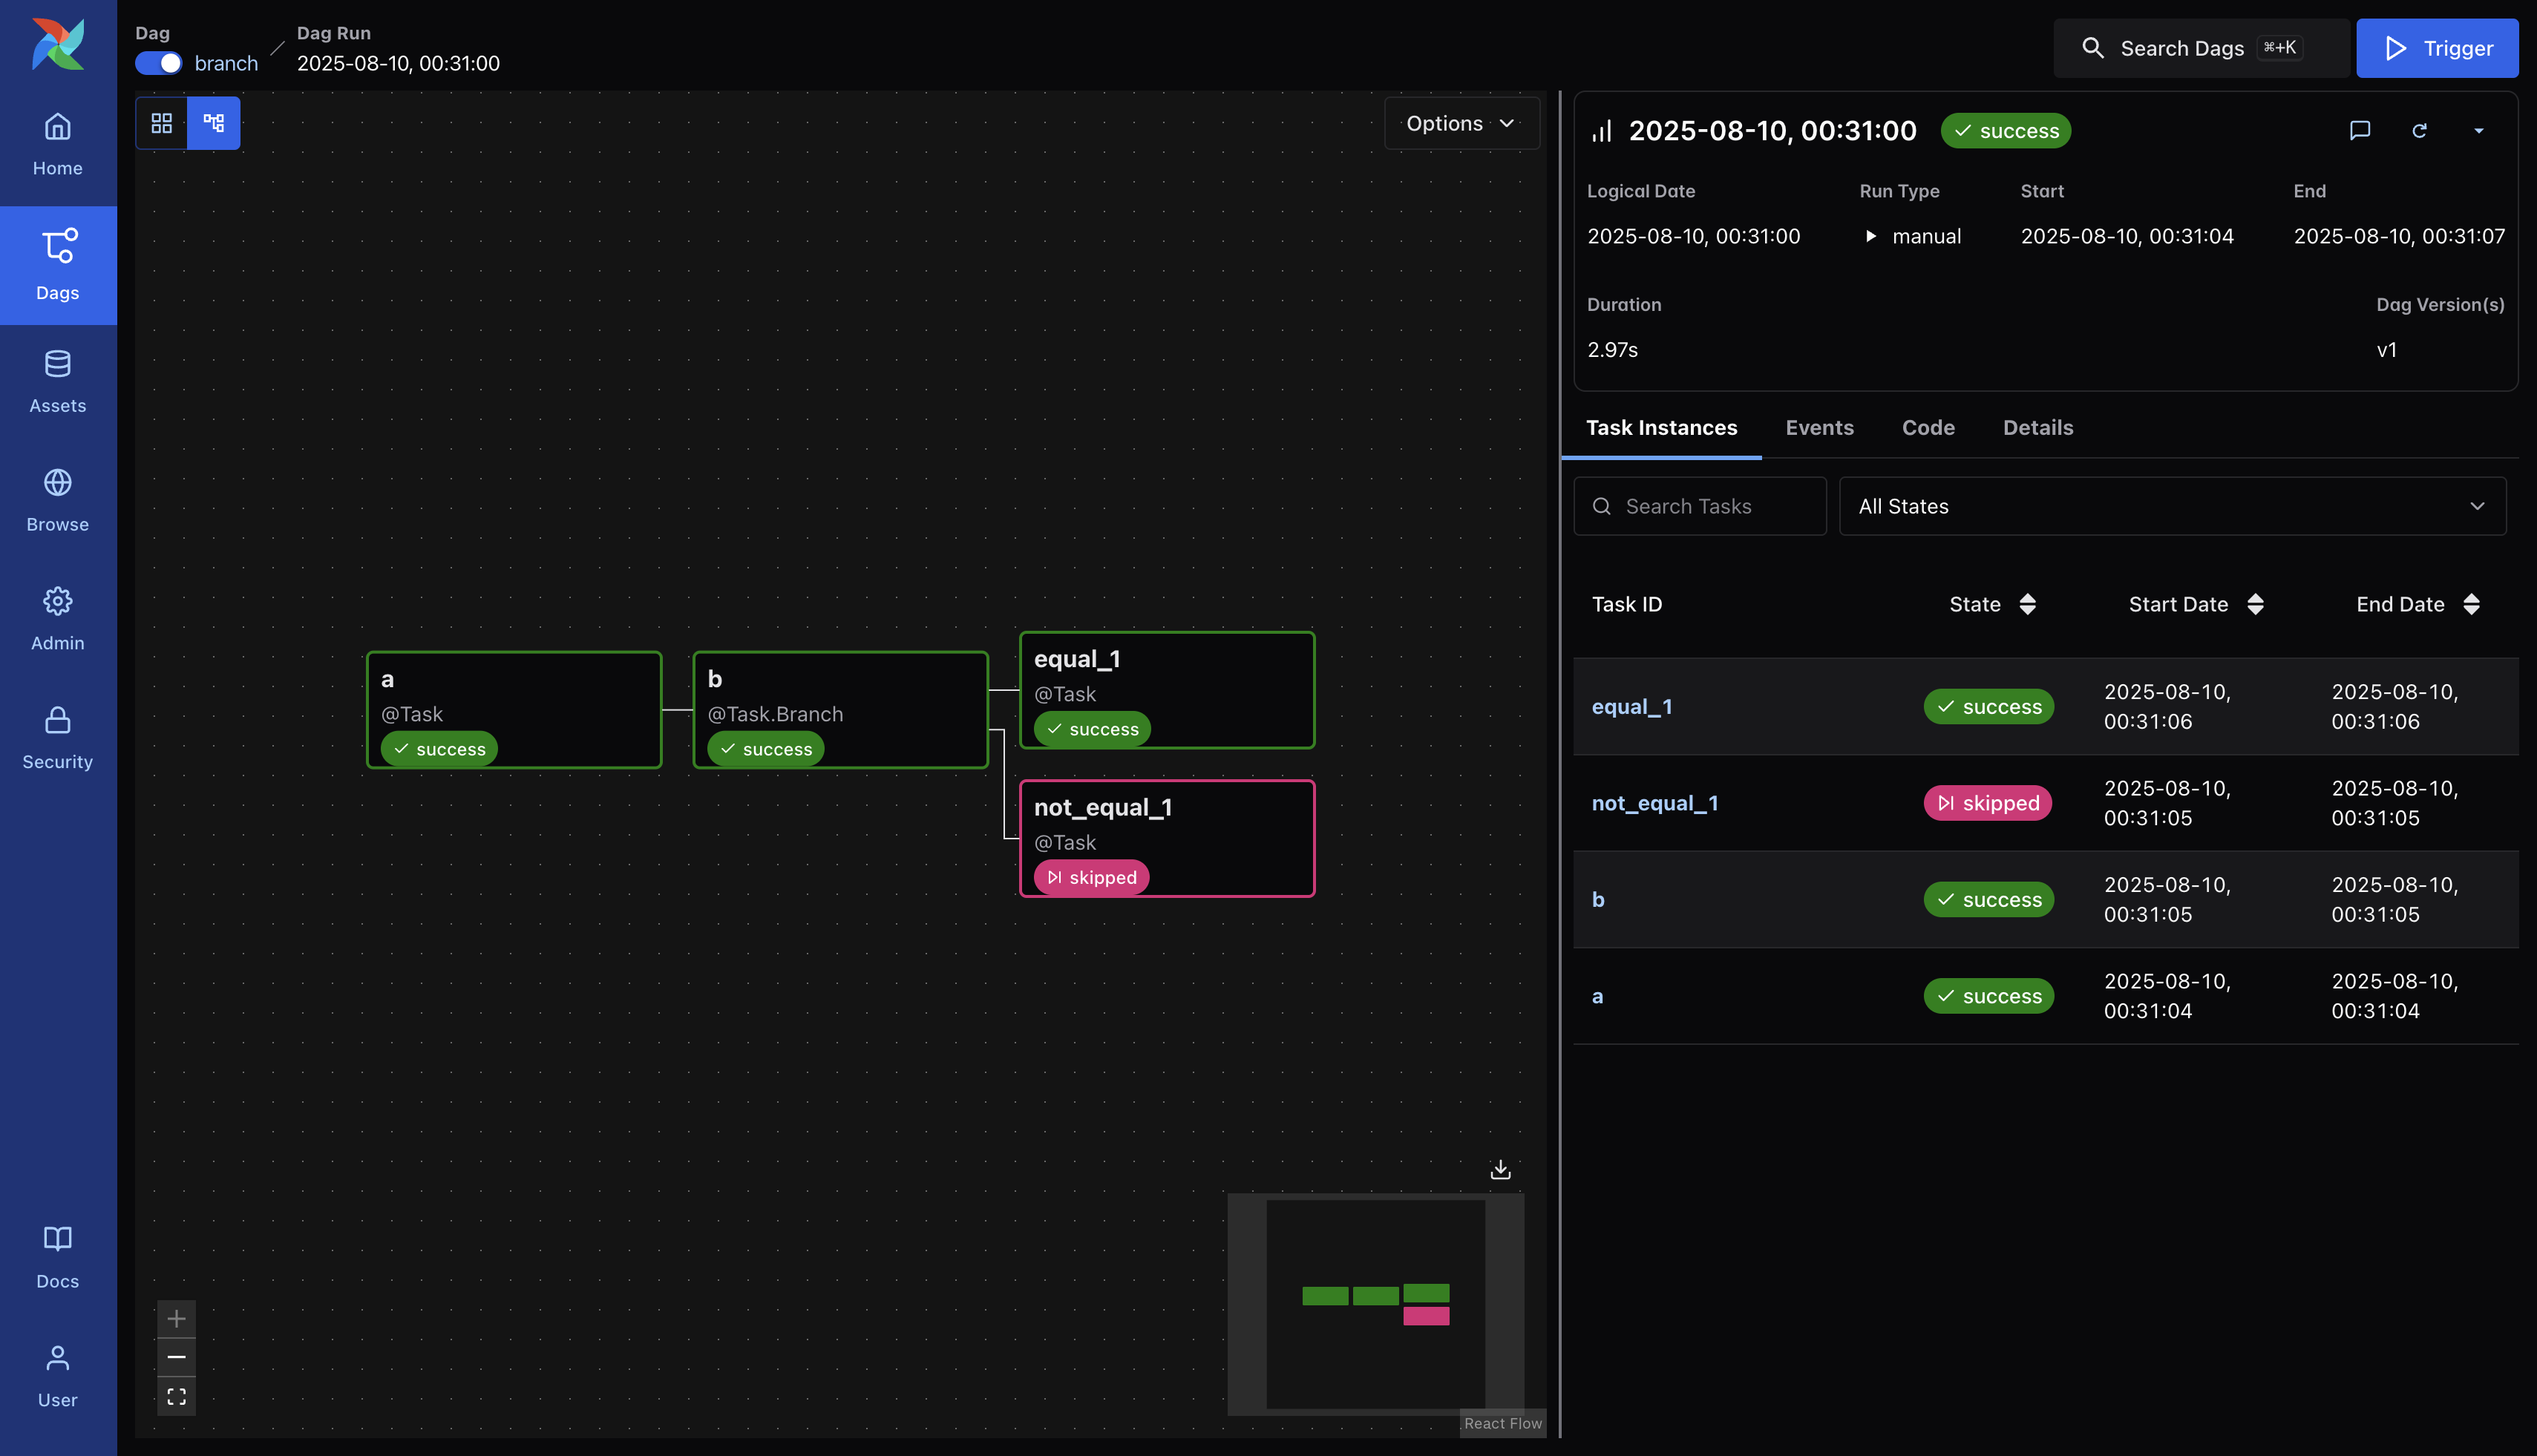 Dag
branch
Dag Run
2025-08-10, 00:31:00
Search Dags ⌘+K
Trigger
Home
Dags
Assets
Browse
Admin
Security
Docs
User
Options
a
@Task
success
b
@Task.Branch
success
equal_1
@Task
success
not_equal_1
@Task
skipped
React Flow
2025-08-10, 00:31:00 success
Logical Date Run Type Start End
2025-08-10, 00:31:00 manual 2025-08-10, 00:31:04 2025-08-10, 00:31:07
Duration Dag Version(s)
2.97s v1
Task Instances Events Code Details
Search Tasks All States
Task ID State Start Date End Date
equal_1 success 2025-08-10, 00:31:06 2025-08-10, 00:31:06
not_equal_1 skipped 2025-08-10, 00:31:05 2025-08-10, 00:31:05
b success 2025-08-10, 00:31:05 2025-08-10, 00:31:05
a success 2025-08-10, 00:31:04 2025-08-10, 00:31:04